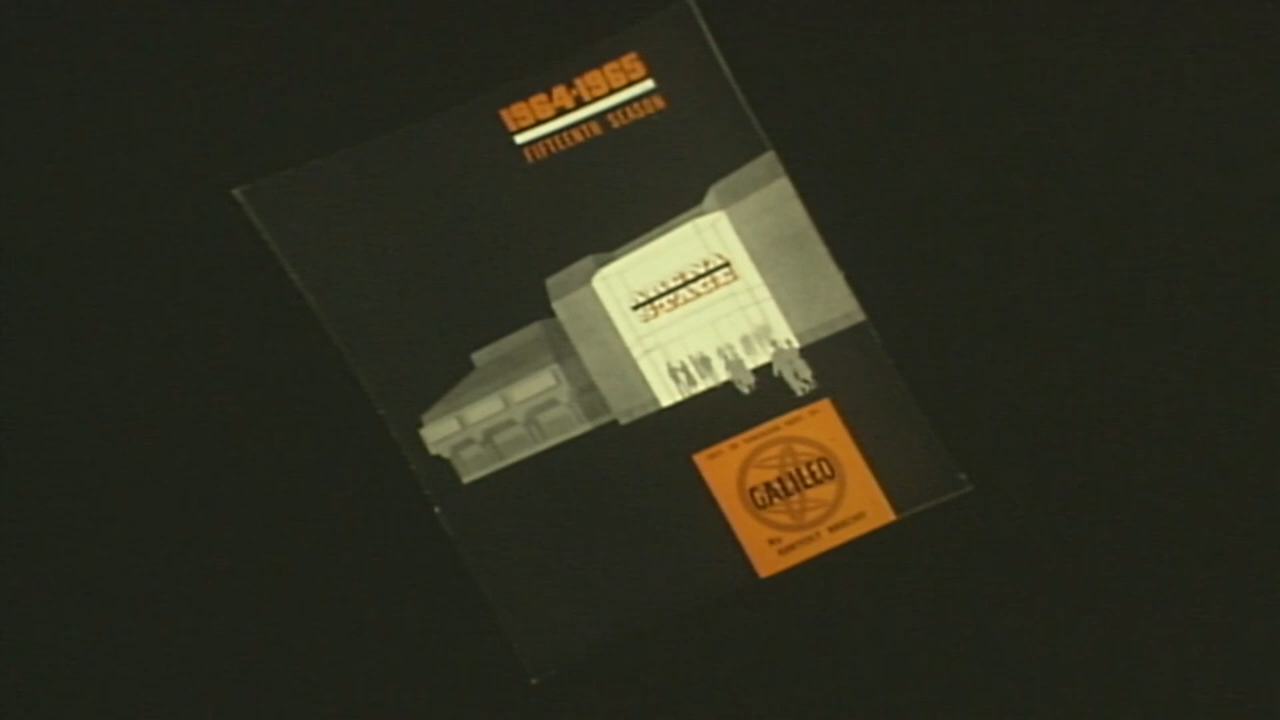 1964-1965
FIFTEENTH SEASON
ARENA
STAGE
GALILEO
By
BERTOLT BRECHT